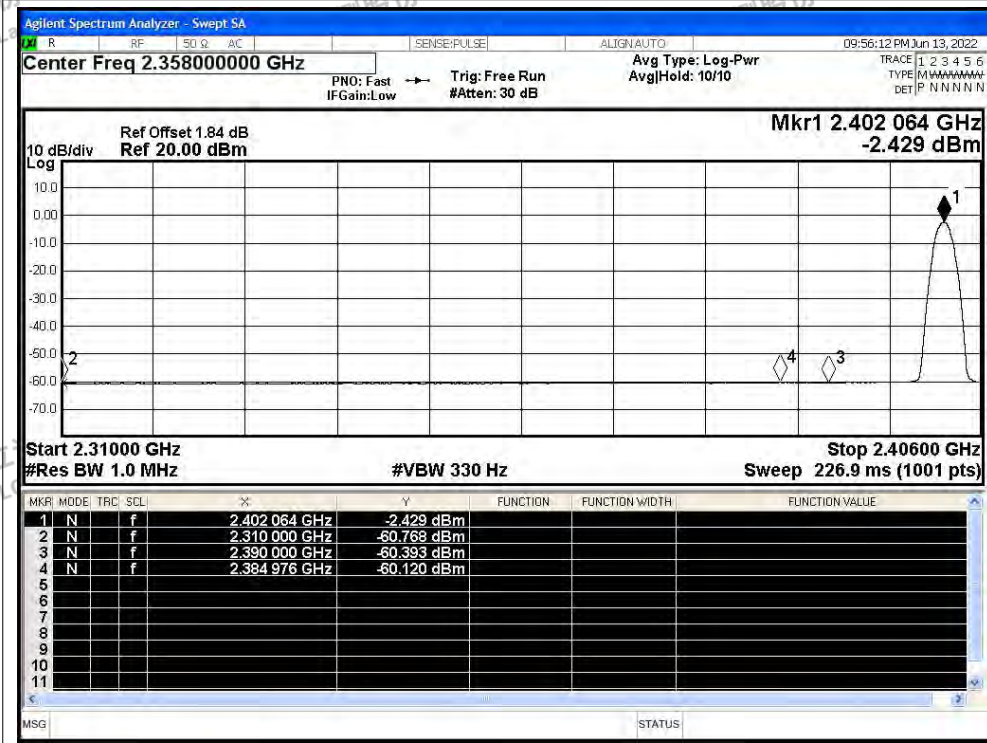 Agilent Spectrum Analyzer - Swept SA
LXI R RF 50 Ω AC SENSE:PULSE ALIGNAUTO 09:56:12 PM Jun 13, 2022
Center Freq 2.358000000 GHz
PNO: Fast
IFGain:Low
Trig: Free Run
#Atten: 30 dB
Avg Type: Log-Pwr
Avg|Hold: 10/10
TRACE 1 2 3 4 5 6
TYPE M
DET P N N N N N
Ref Offset 1.84 dB
10 dB/div Ref 20.00 dBm
Log
Mkr1 2.402 064 GHz
-2.429 dBm
10.0
0.00
-10.0
-20.0
-30.0
-40.0
-50.0
-60.0
-70.0
1
2
4
3
Start 2.31000 GHz Stop 2.40600 GHz
#Res BW 1.0 MHz #VBW 330 Hz Sweep 226.9 ms (1001 pts)
MKR MODE TRC SCL X Y FUNCTION FUNCTION WIDTH FUNCTION VALUE
1 N f 2.402 064 GHz -2.429 dBm
2 N f 2.310 000 GHz -60.768 dBm
3 N f 2.390 000 GHz -60.393 dBm
4 N f 2.384 976 GHz -60.120 dBm
5
6
7
8
9
10
11
MSG STATUS